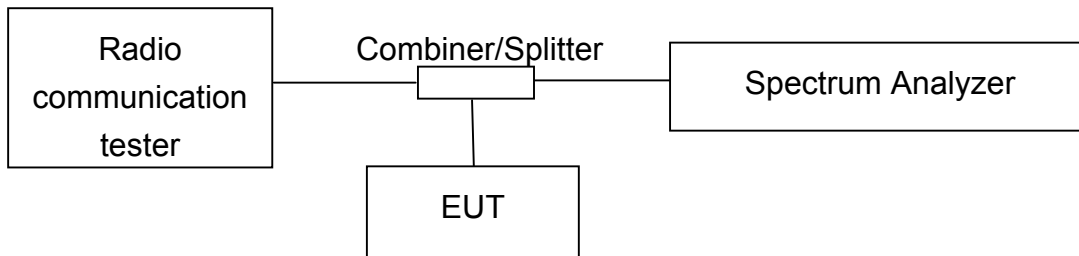 Radio
communication
tester
Combiner/Splitter
Spectrum Analyzer
EUT